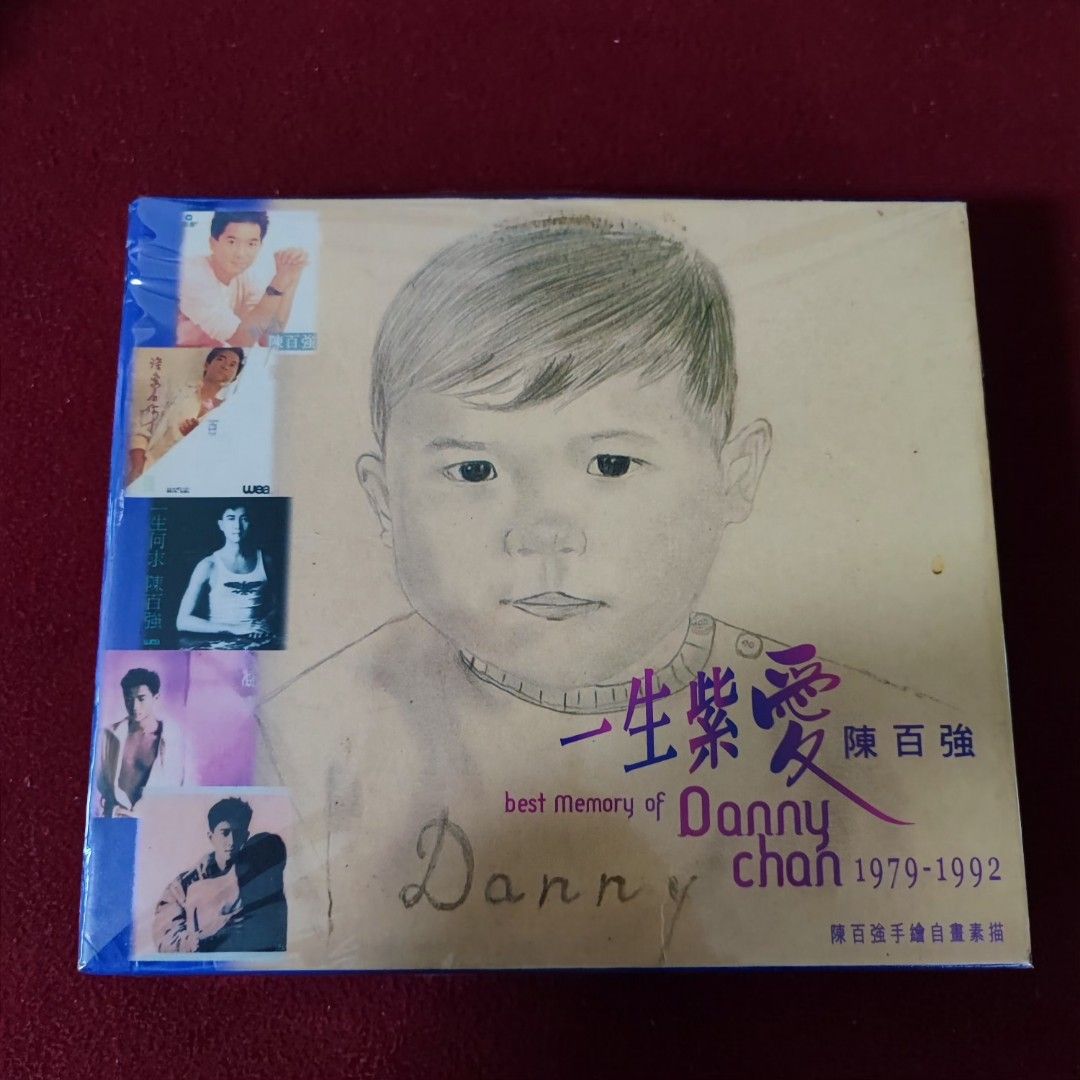 陳百強
wea
一生何求 陳百強
一生紫愛
陳百強
best memory of Danny
chan 1979-1992
Danny
陳百強手繪自畫素描